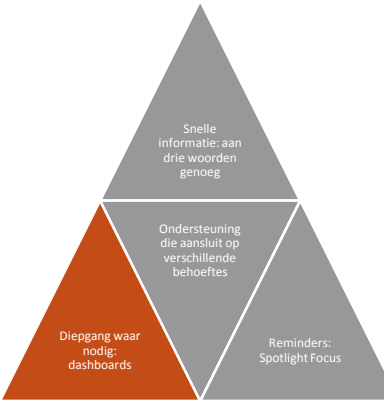 Snelle
informatie: aan
drie woorden
genoeg
Ondersteuning
die aansluit op
verschillende
behoeftes
Diepgang waar
nodig:
dashboards
Reminders:
Spotlight Focus